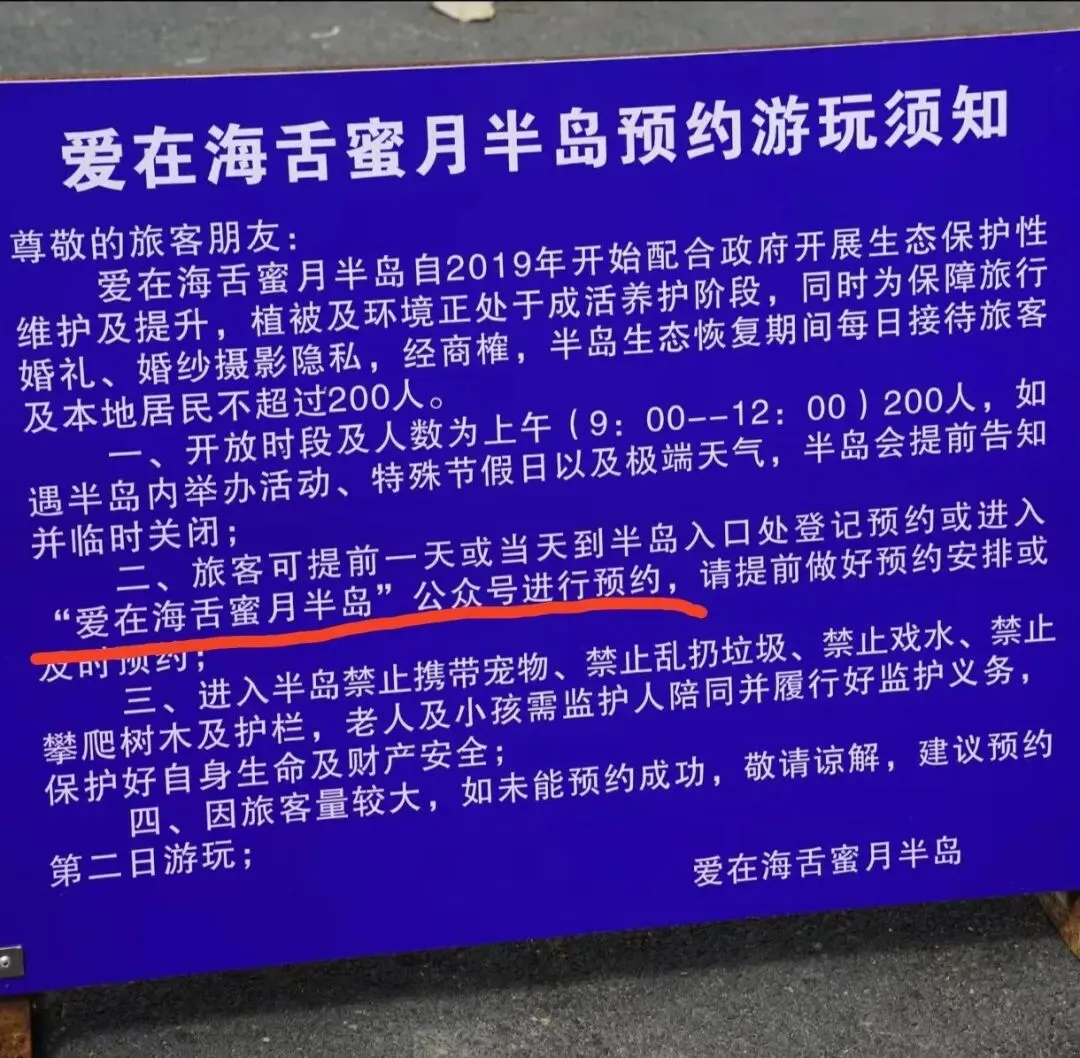 爱在海舌蜜月半岛预约游玩须知
尊敬的旅客朋友：
爱在海舌蜜月半岛自2019年开始配合政府开展生态保护性
维护及提升，植被及环境正处于成活养护阶段，同时为保障旅行
婚礼、婚纱摄影隐私，经商榷，半岛生态恢复期间每日接待旅客
及本地居民不超过200人。
一、开放时段及人数为上午（9：00--12：00）200人，如
遇半岛内举办活动、特殊节假日以及极端天气，半岛会提前告知
并临时关闭；
二、旅客可提前一天或当天到半岛入口处登记预约或进入
“爱在海舌蜜月半岛”公众号进行预约，请提前做好预约安排或
及时预约；
三、进入半岛禁止携带宠物、禁止乱扔垃圾、禁止戏水、禁止
攀爬树木及护栏，老人及小孩需监护人陪同并履行好监护义务，
保护好自身生命及财产安全；
四、因旅客量较大，如未能预约成功，敬请谅解，建议预约
第二日游玩；
爱在海舌蜜月半岛